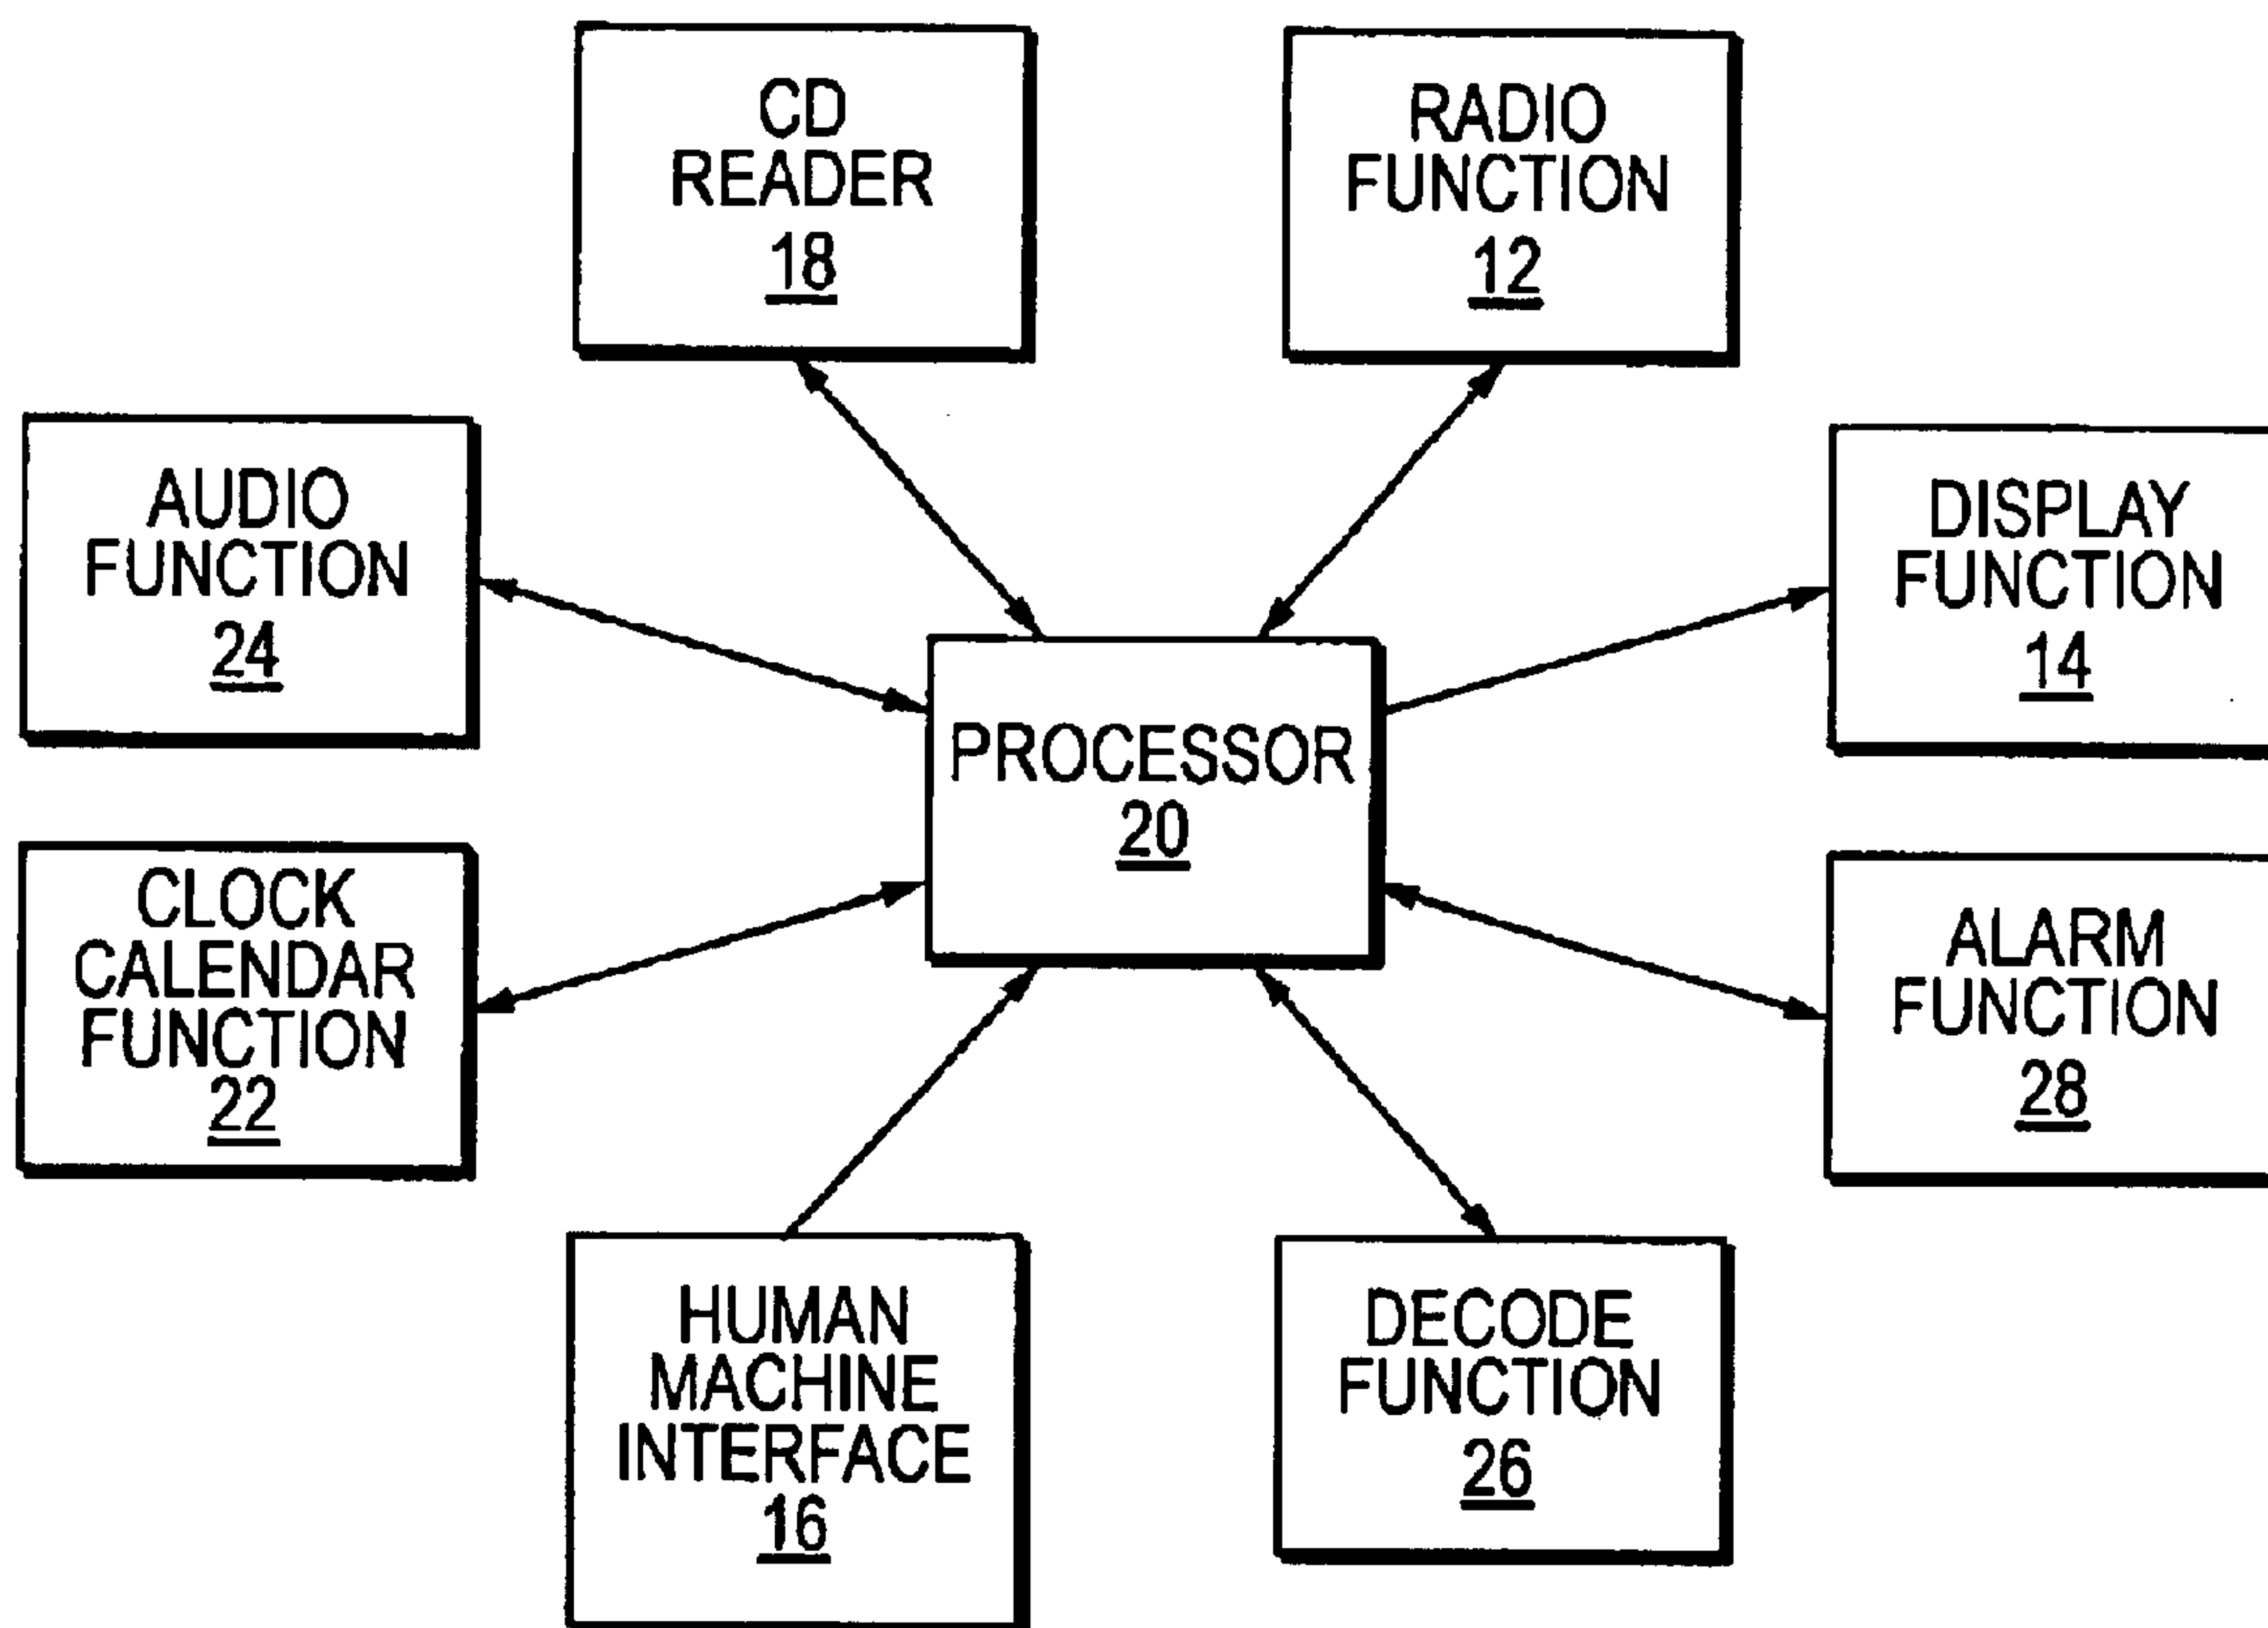 CD
READER
18
RADIO
FUNCTION
12
AUDIO
FUNCTION
24
DISPLAY
FUNCTION
14
PROCESSOR
20
CLOCK
CALENDAR
FUNCTION
22
ALARM
FUNCTION
28
HUMAN
MACHINE
INTERFACE
16
DECODE
FUNCTION
26